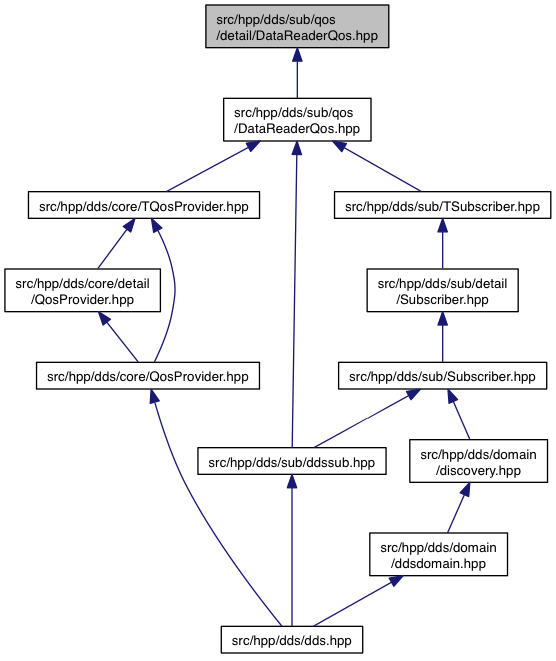 src/hpp/dds/sub/qos
/detail/DataReaderQos.hpp
src/hpp/dds/sub/qos
/DataReaderQos.hpp
src/hpp/dds/core/TQosProvider.hpp
src/hpp/dds/sub/TSubscriber.hpp
src/hpp/dds/core/detail
/QosProvider.hpp
src/hpp/dds/sub/detail
/Subscriber.hpp
src/hpp/dds/core/QosProvider.hpp
src/hpp/dds/sub/Subscriber.hpp
src/hpp/dds/sub/ddssub.hpp
src/hpp/dds/domain
/discovery.hpp
src/hpp/dds/domain
/ddsdomain.hpp
src/hpp/dds/dds.hpp